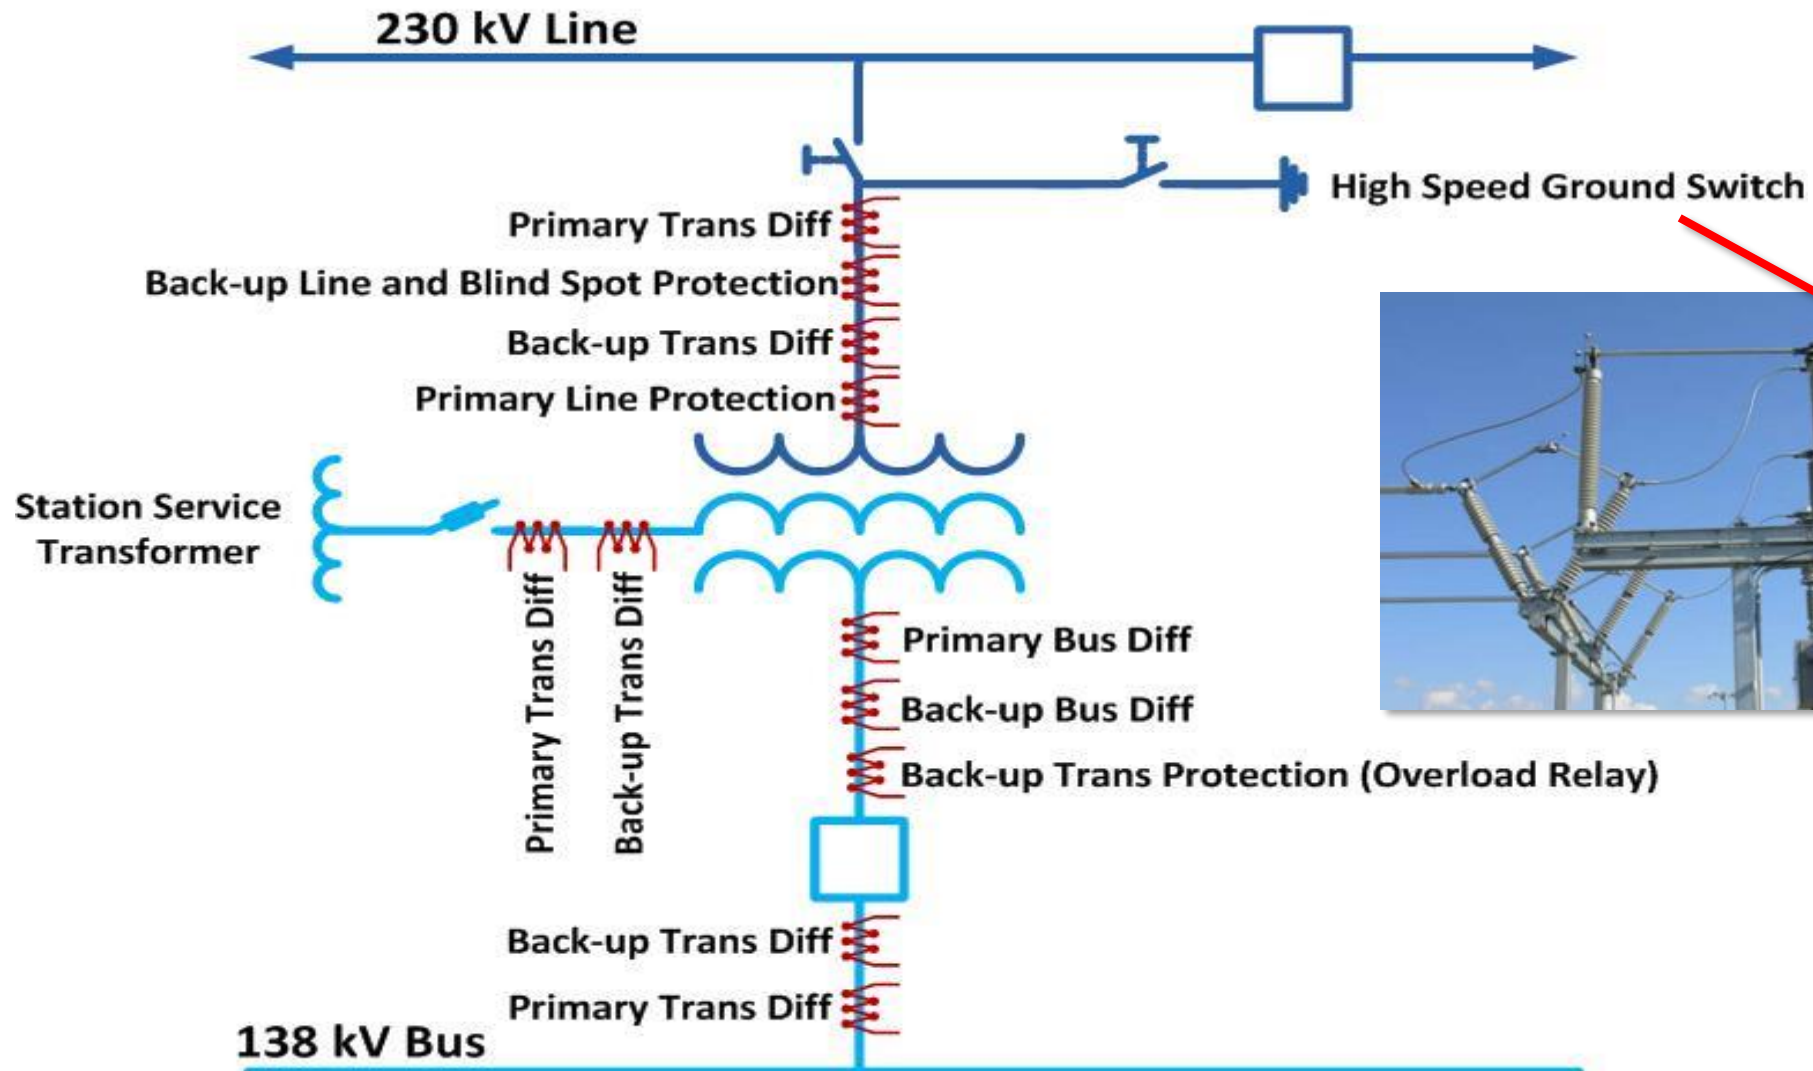 230 kV Line
High Speed Ground Switch
Primary Trans Diff
Back-up Line and Blind Spot Protection
Back-up Trans Diff
Primary Line Protection
Station Service
Transformer
Primary Trans Diff
Back-up Trans Diff
Primary Bus Diff
Back-up Bus Diff
Back-up Trans Protection (Overload Relay)
Back-up Trans Diff
Primary Trans Diff
138 kV Bus